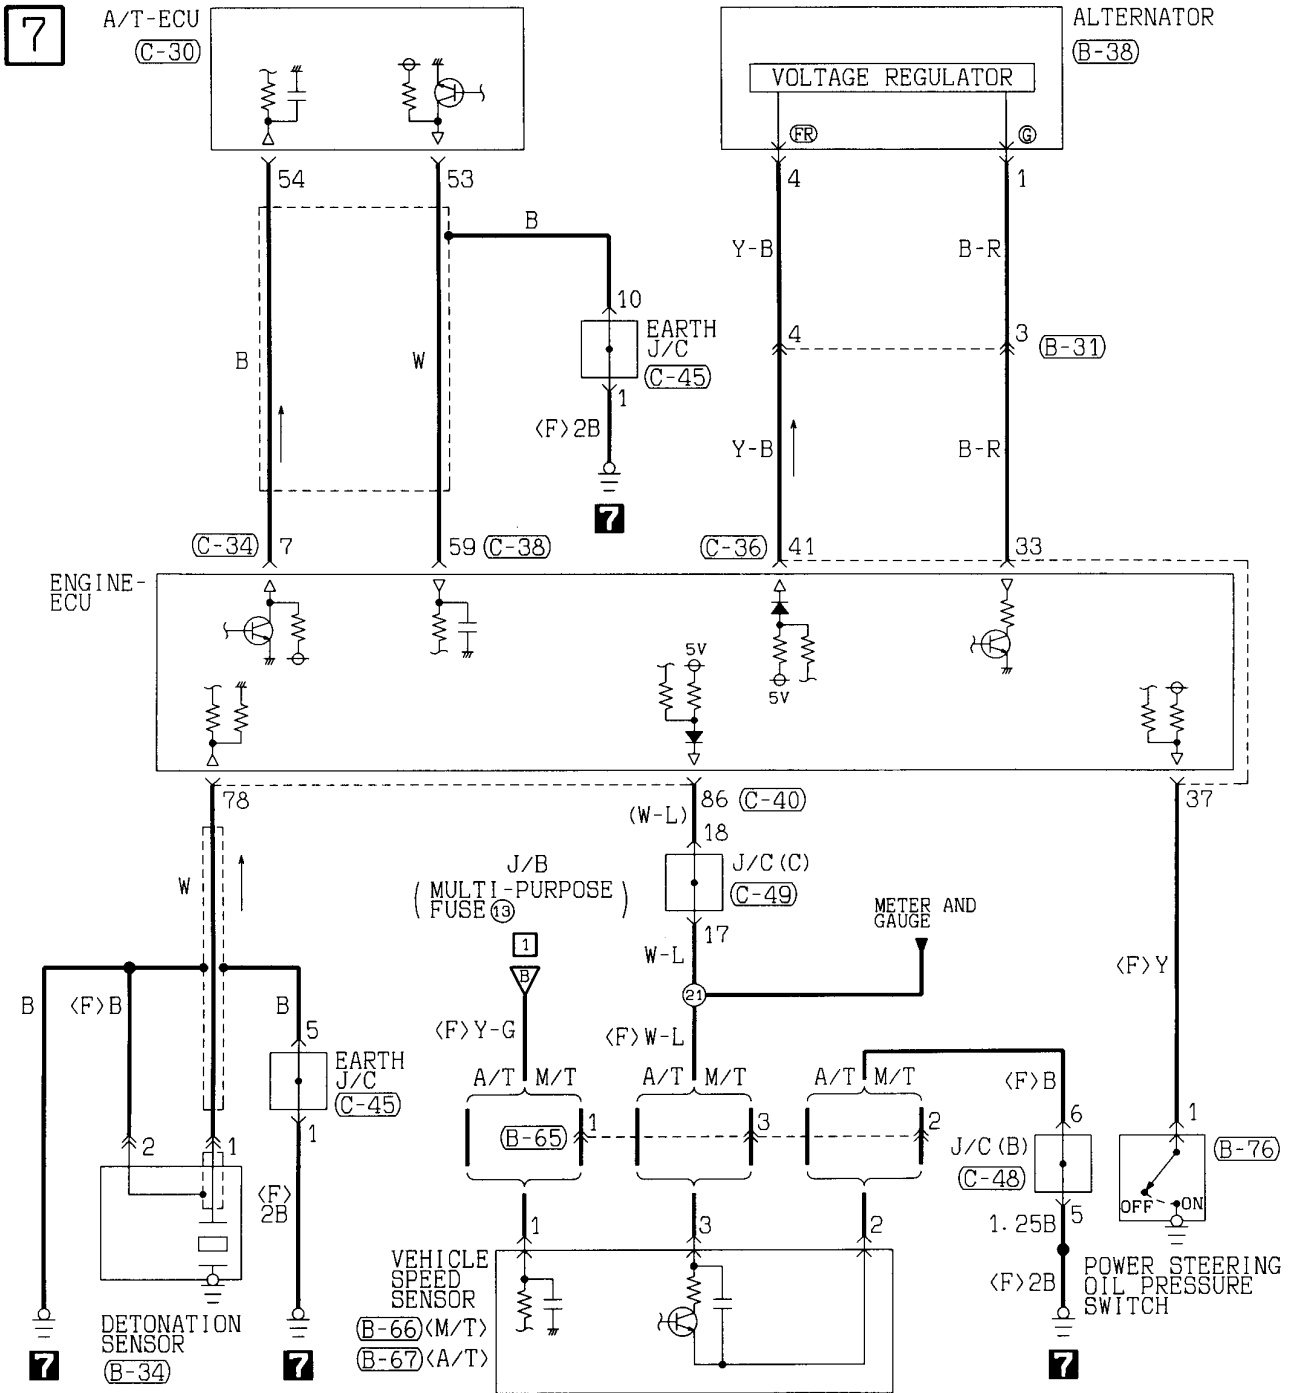 7
A/T-ECU
(C-30)
ALTERNATOR
(B-38)
VOLTAGE REGULATOR
FR
G
54
53
4
1
B
Y-B
B-R
10
EARTH
J/C
(C-45)
4
3
(B-31)
B
W
1
<F>2B
Y-B
B-R
7
(C-34)
7
59
(C-38)
(C-36)
41
33
ENGINE-
ECU
5V
5V
78
86
(C-40)
37
(W-L)
18
J/C(C)
(C-49)
J/B
(MULTI-PURPOSE
FUSE⑬)
W
METER AND
GAUGE
17
1
W-L
B
21
<F>Y
B
<F>B
B
5
<F>Y-G
<F>W-L
EARTH
J/C
(C-45)
A/T
M/T
A/T
M/T
A/T
M/T
<F>B
1
3
2
6
1
(B-65)
J/C(B)
(C-48)
(B-76)
2
1
1
OFF
ON
<F>
2B
1
3
2
1.25B
5
VEHICLE
SPEED
SENSOR
(B-66)<M/T>
(B-67)<A/T>
<F>2B
POWER STEERING
OIL PRESSURE
SWITCH
DETONATION
SENSOR
(B-34)
7
7
7